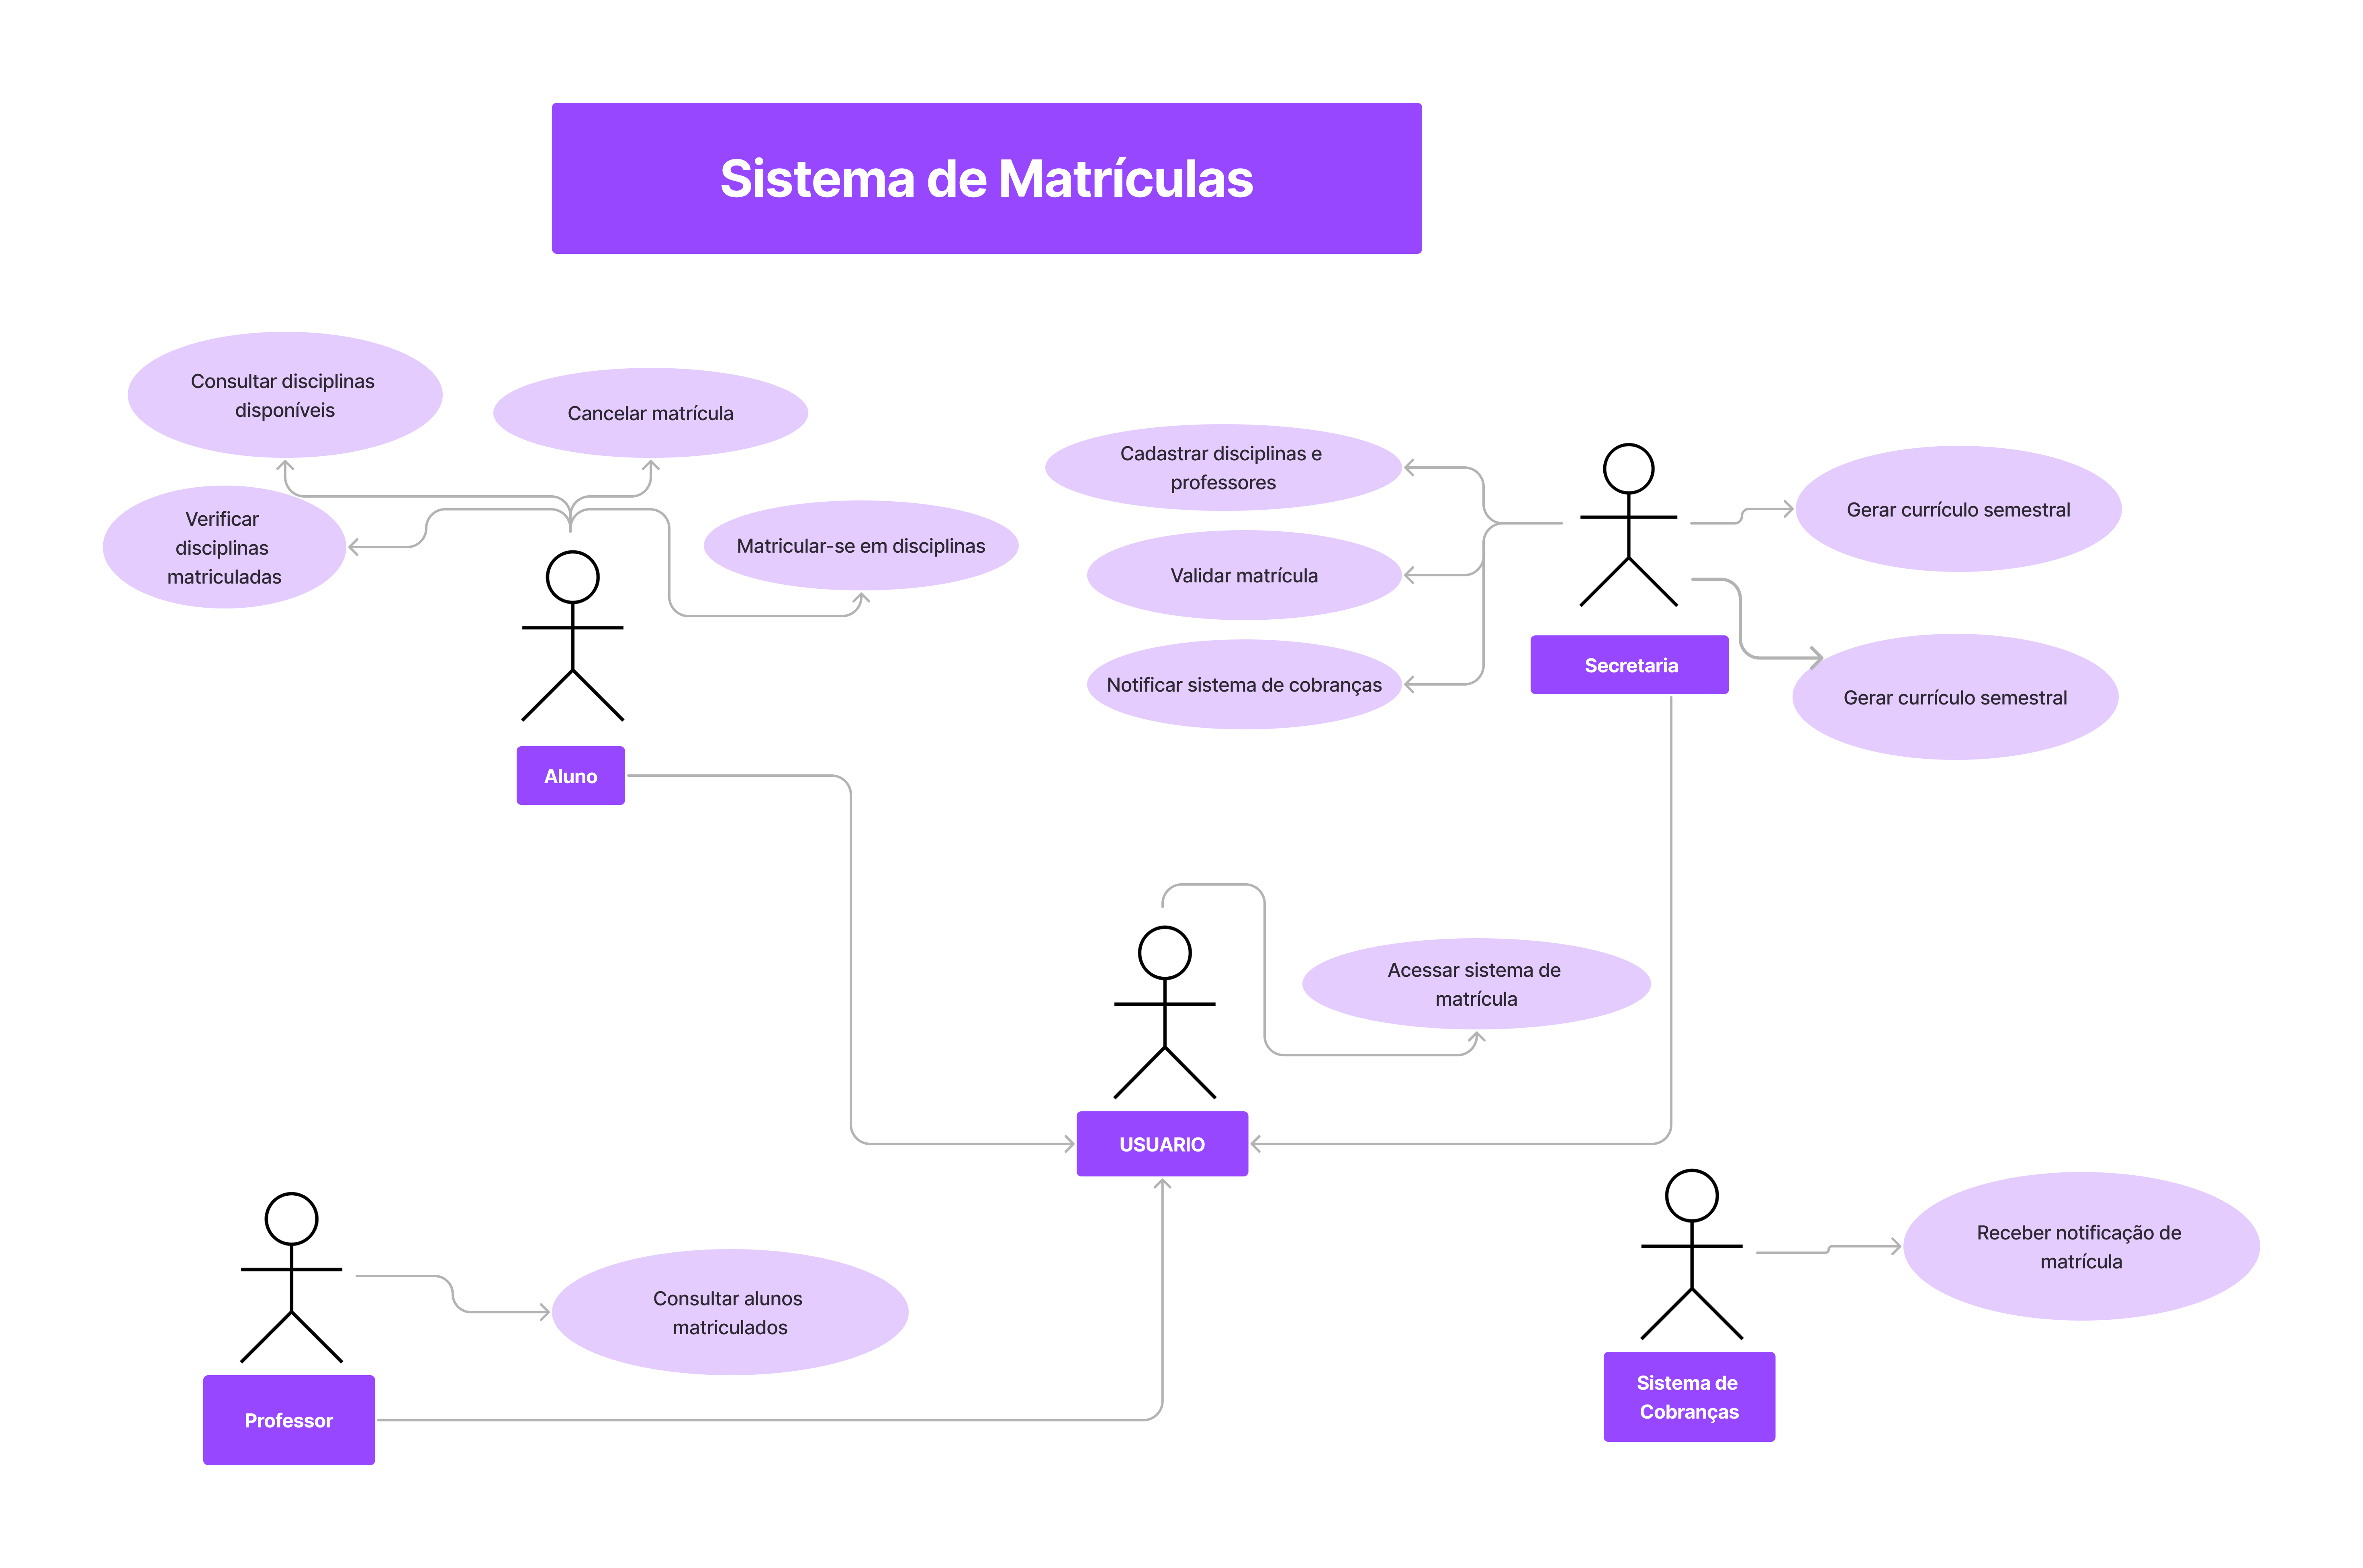 Sistema de Matrículas
Consultar disciplinas
disponíveis
Cancelar matrícula
Verificar
disciplinas
matriculadas
Matricular-se em disciplinas
Aluno
Cadastrar disciplinas e
professores
Validar matrícula
Notificar sistema de cobranças
Secretaria
Gerar currículo semestral
Gerar currículo semestral
Acessar sistema de
matrícula
USUARIO
Consultar alunos
matriculados
Professor
Receber notificação de
matrícula
Sistema de
Cobranças